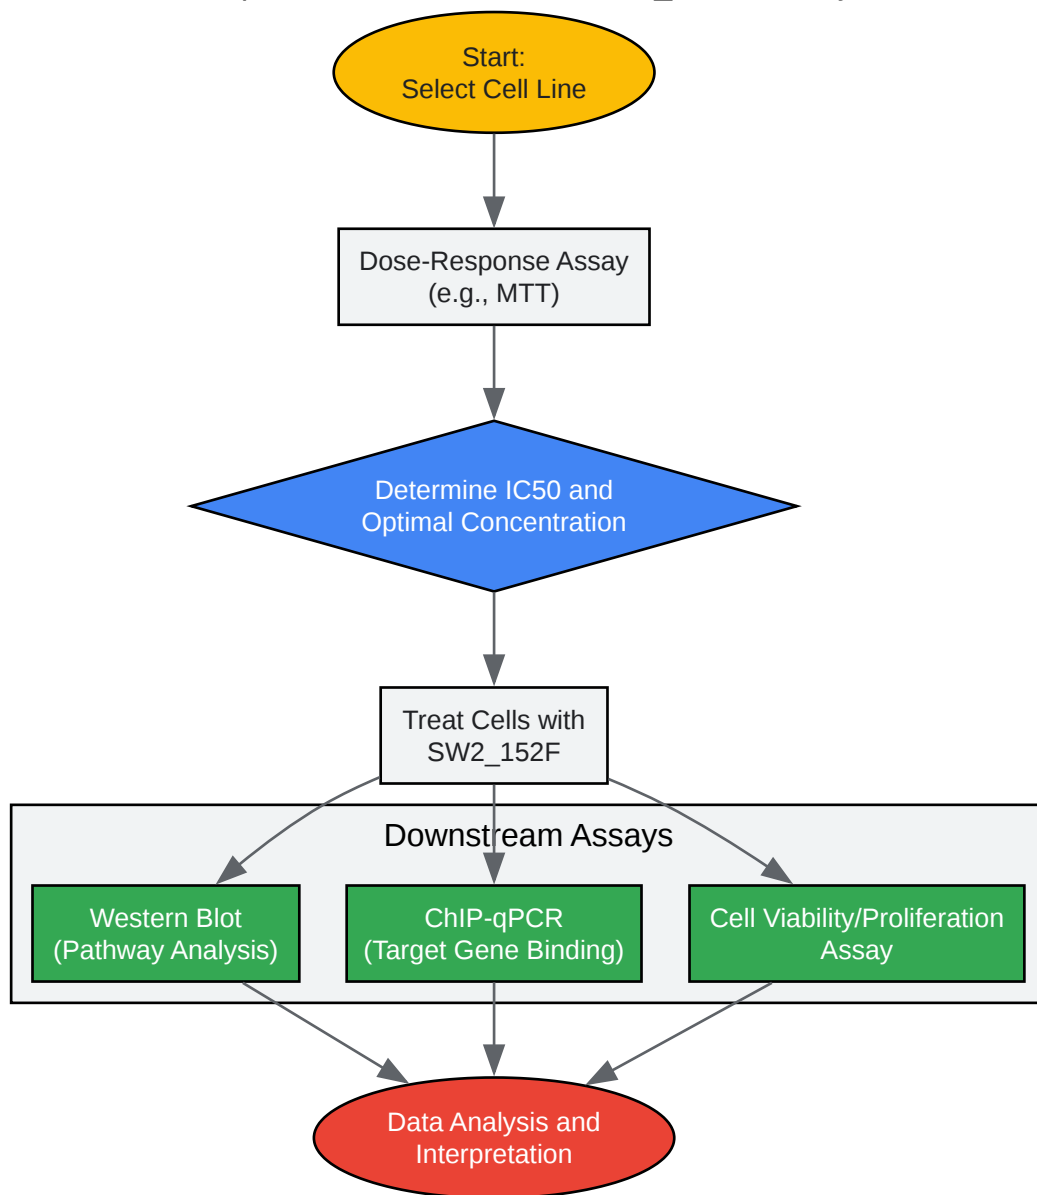 Start:
Select Cell Line
Dose-Response Assay
(e.g., MTT)
Determine IC50 and
Optimal Concentration
Treat Cells with
SW2_152F
Downstream Assays
Western Blot
(Pathway Analysis)
ChIP-qPCR
(Target Gene Binding)
Cell Viability/Proliferation
Assay
Data Analysis and
Interpretation